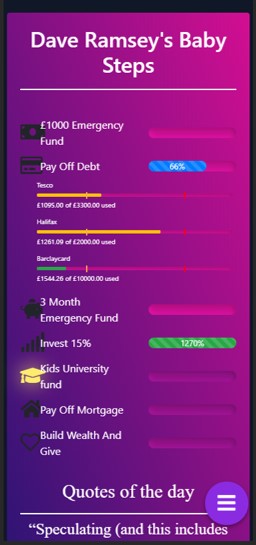 Dave Ramsey's Baby
Steps
£1000 Emergency
Fund
Pay Off Debt
66%
Tesco
£1095.00 of £3300.00 used
Halifax
£1261.09 of £2000.00 used
Barclaycard
£1544.26 of £10000.00 used
3 Month
Emergency Fund
Invest 15%
1270%
Kids University
fund
Pay Off Mortgage
Build Wealth And
Give
Quotes of the day
“Speculating (and this includes